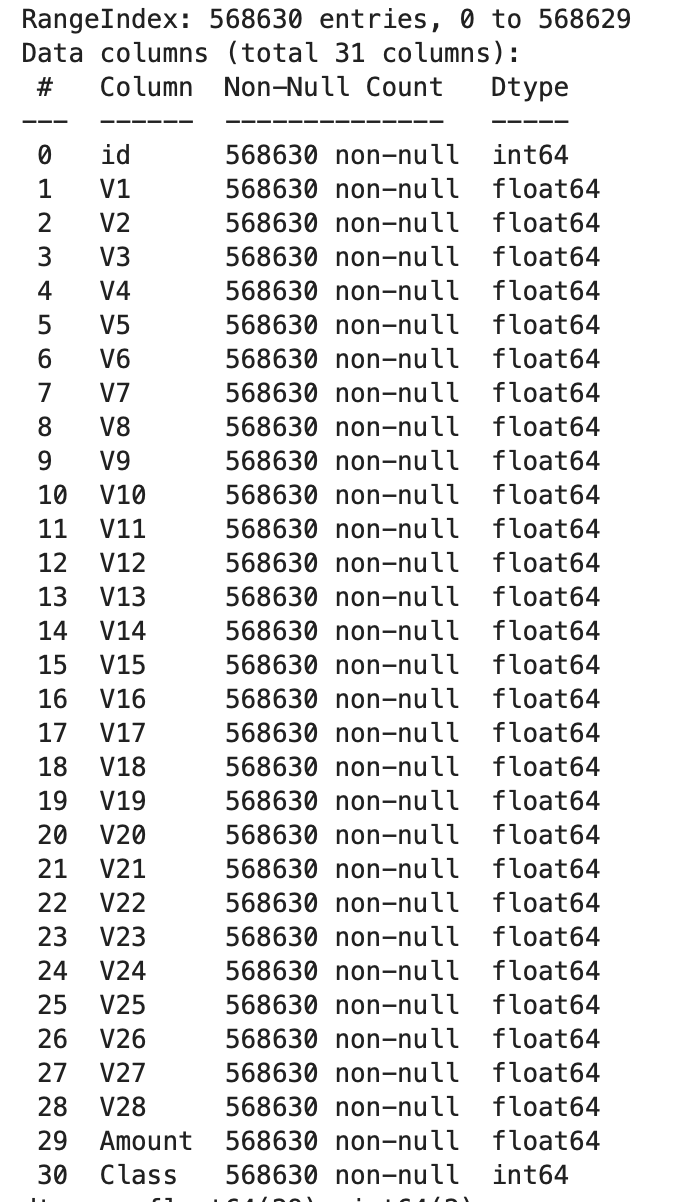 RangeIndex: 568630 entries, 0 to 568629
Data columns (total 31 columns):
 #   Column  Non-Null Count   Dtype
---  ------  --------------   -----
 0   id      568630 non-null  int64
 1   V1      568630 non-null  float64
 2   V2      568630 non-null  float64
 3   V3      568630 non-null  float64
 4   V4      568630 non-null  float64
 5   V5      568630 non-null  float64
 6   V6      568630 non-null  float64
 7   V7      568630 non-null  float64
 8   V8      568630 non-null  float64
 9   V9      568630 non-null  float64
 10  V10     568630 non-null  float64
 11  V11     568630 non-null  float64
 12  V12     568630 non-null  float64
 13  V13     568630 non-null  float64
 14  V14     568630 non-null  float64
 15  V15     568630 non-null  float64
 16  V16     568630 non-null  float64
 17  V17     568630 non-null  float64
 18  V18     568630 non-null  float64
 19  V19     568630 non-null  float64
 20  V20     568630 non-null  float64
 21  V21     568630 non-null  float64
 22  V22     568630 non-null  float64
 23  V23     568630 non-null  float64
 24  V24     568630 non-null  float64
 25  V25     568630 non-null  float64
 26  V26     568630 non-null  float64
 27  V27     568630 non-null  float64
 28  V28     568630 non-null  float64
 29  Amount  568630 non-null  float64
 30  Class   568630 non-null  int64